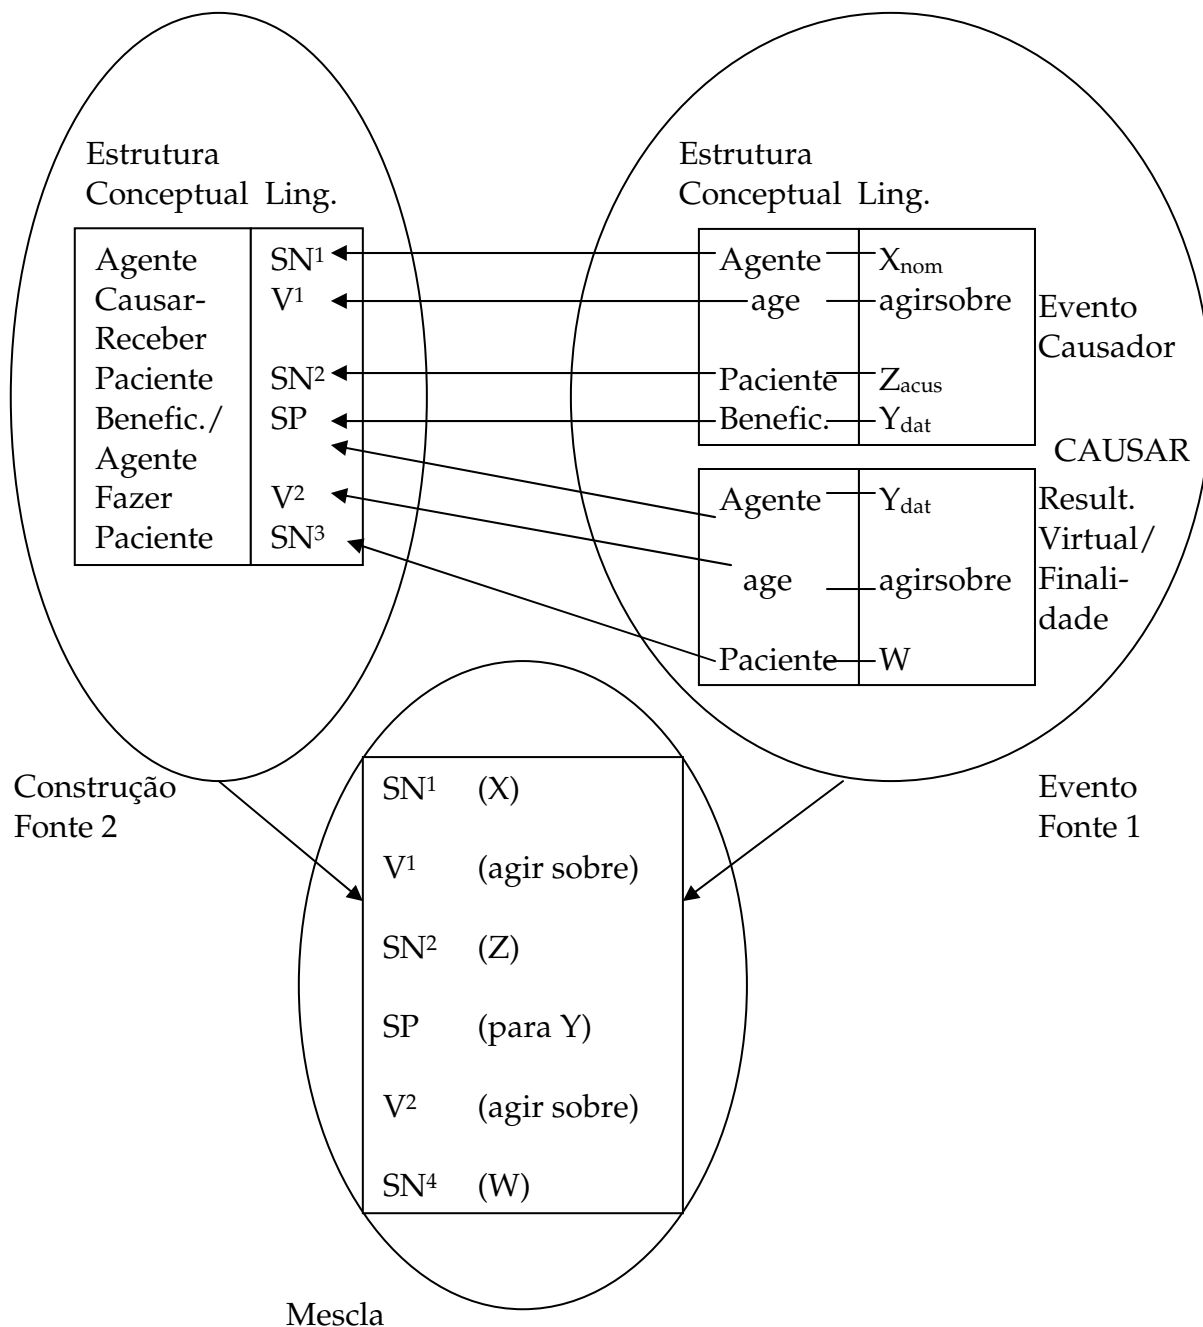 Estrutura
Conceptual Ling.
Agente SN¹
Causar- V¹
Receber
Paciente SN²
Benefic./ SP
Agente
Fazer V²
Paciente SN³
Construção
Fonte 2
Estrutura
Conceptual Ling.
Agente Xnom
age agirsobre
Paciente Zacus
Benefic. Ydat
Evento
Causador
CAUSAR
Agente Ydat
age agirsobre
Paciente W
Result.
Virtual/
Finali-
dade
Evento
Fonte 1
SN¹ (X)
V¹ (agir sobre)
SN² (Z)
SP (para Y)
V² (agir sobre)
SN⁴ (W)
Mescla